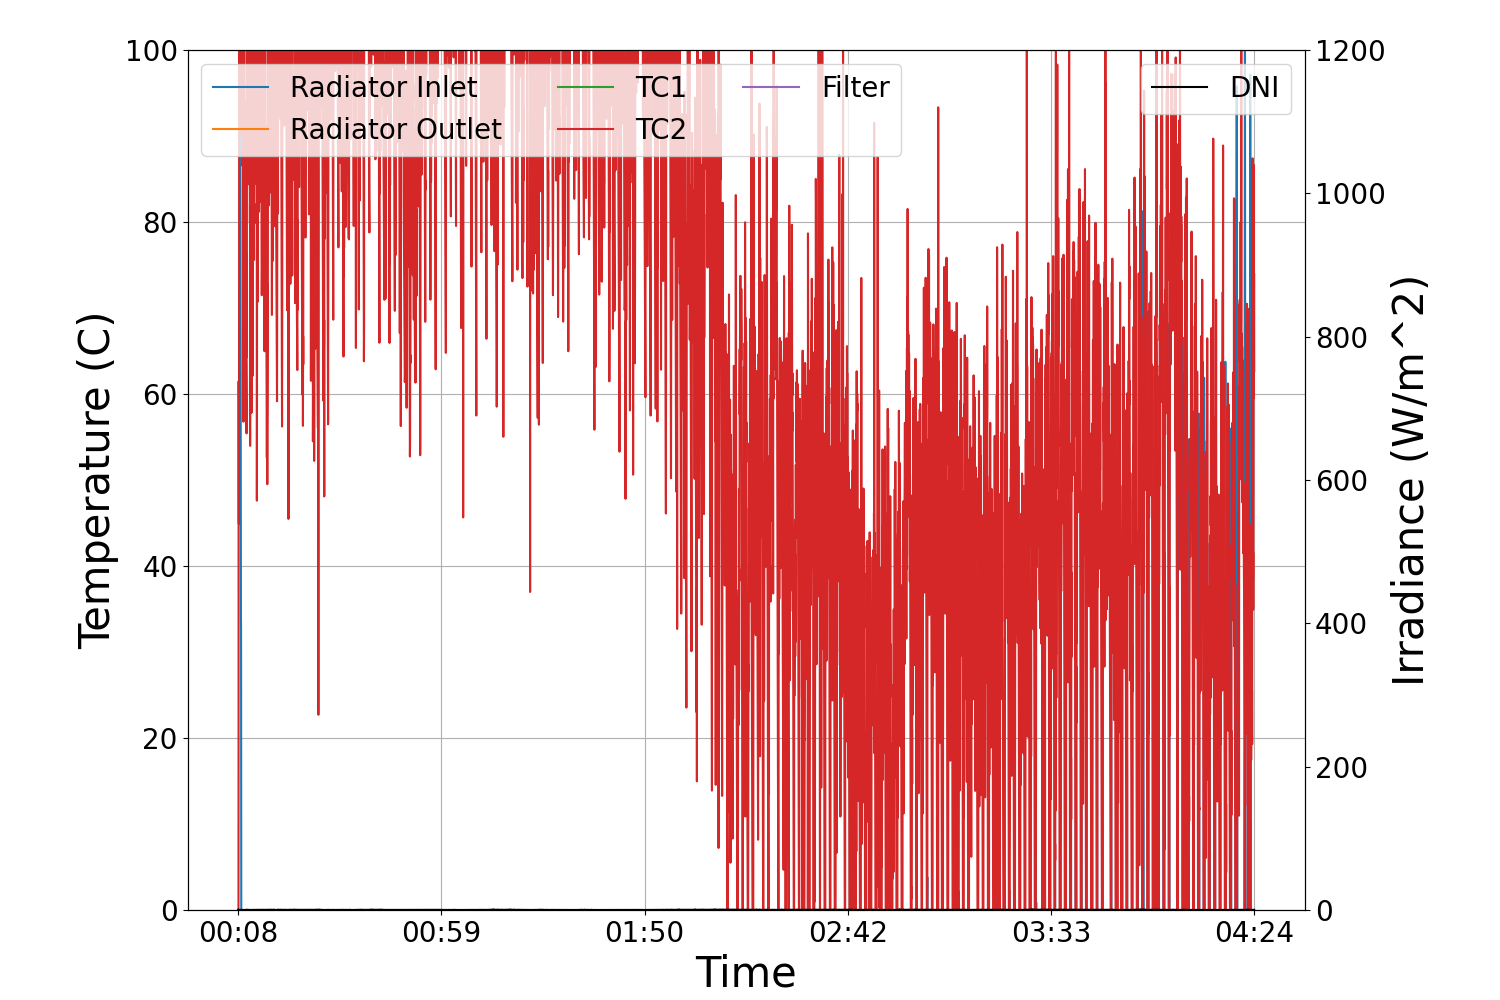 100
80
60
40
20
0
Temperature (C)
Radiator Inlet
Radiator Outlet
TC1
TC2
Filter
DNI
1200
1000
800
600
400
200
0
Irradiance (W/m^2)
00:08
00:59
01:50
02:42
03:33
04:24
Time